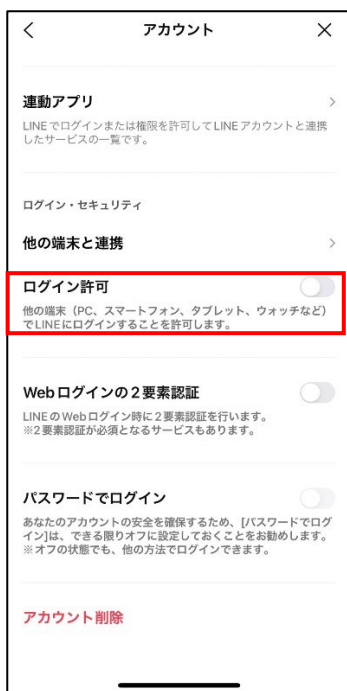 アカウント
連動アプリ
LINEでログインまたは権限を許可してLINEアカウントと連携
したサービスの一覧です。
ログイン・セキュリティ
他の端末と連携
ログイン許可
他の端末（PC、スマートフォン、タブレット、ウォッチなど）
でLINEにログインすることを許可します。
Webログインの2要素認証
LINEのWebログイン時に2要素認証を行います。
※2要素認証が必須となるサービスもあります。
パスワードでログイン
あなたのアカウントの安全を確保するため、[パスワードでログ
イン]は、できる限りオフに設定しておくことをお勧めします。
※オフの状態でも、他の方法でログインできます。
アカウント削除